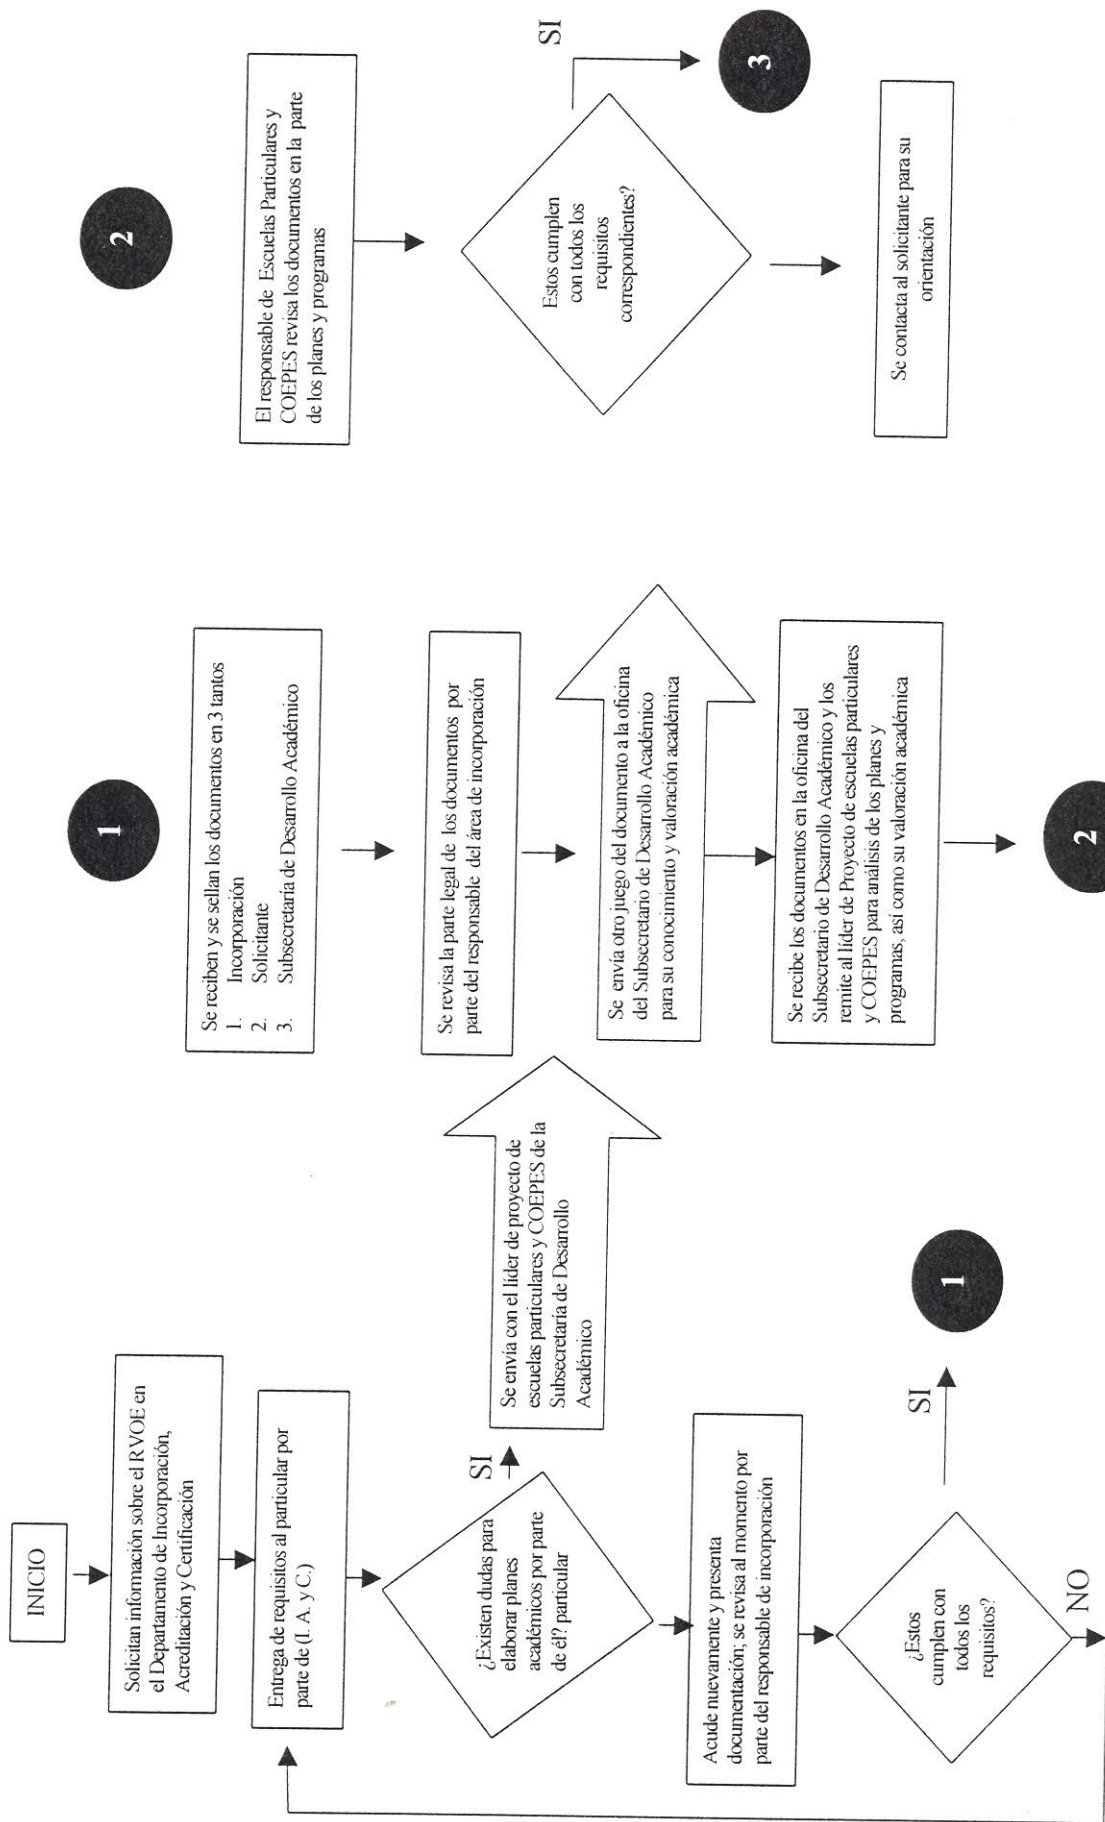 INICIO
Solicitan información sobre el RVOE en
el Departamento de Incorporación,
Acreditación y Certificación
Entrega de requisitos al particular por
parte de (I. A. y C.)
¿Existen dudas para
elaborar planes
académicos por parte
de él? particular
SI
Se envía con el líder de proyecto de
escuelas particulares y COEPES de la
Subsecretaría de Desarrollo
Académico
Acude nuevamente y presenta
documentación; se revisa al momento por
parte del responsable de incorporación
¿Estos
cumplen con
todos los
requisitos?
SI
1
NO
1
Se reciben y se sellan los documentos en 3 tantos
1. Incorporación
2. Solicitante
3. Subsecretaría de Desarrollo Académico
Se revisa la parte legal de los documentos por
parte del responsable del área de incorporación
Se envía otro juego del documento a la oficina
del Subsecretario de Desarrollo Académico
para su conocimiento y valoración académica
Se recibe los documentos en la oficina del
Subsecretario de Desarrollo Académico y los
remite al líder de Proyecto de escuelas particulares
y COEPES para análisis de los planes y
programas, así como su valoración académica
2
2
El responsable de Escuelas Particulares y
COEPES revisa los documentos en la parte
de los planes y programas
Estos cumplen
con todos los
requisitos
correspondientes?
SI
3
Se contacta al solicitante para su
orientación